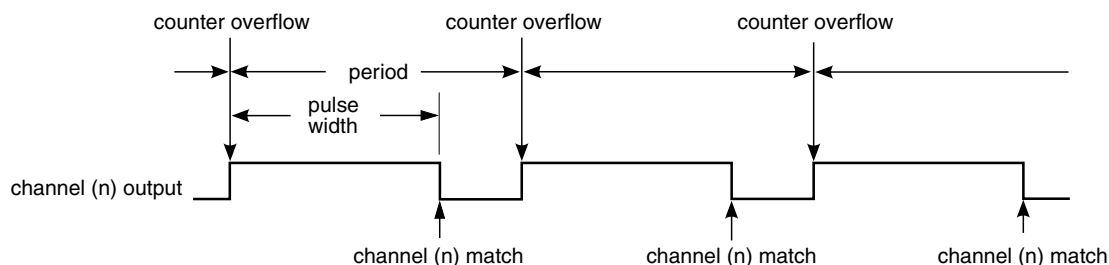 counter overflow
counter overflow
counter overflow
period
pulse
width
channel (n) output
channel (n) match
channel (n) match
channel (n) match